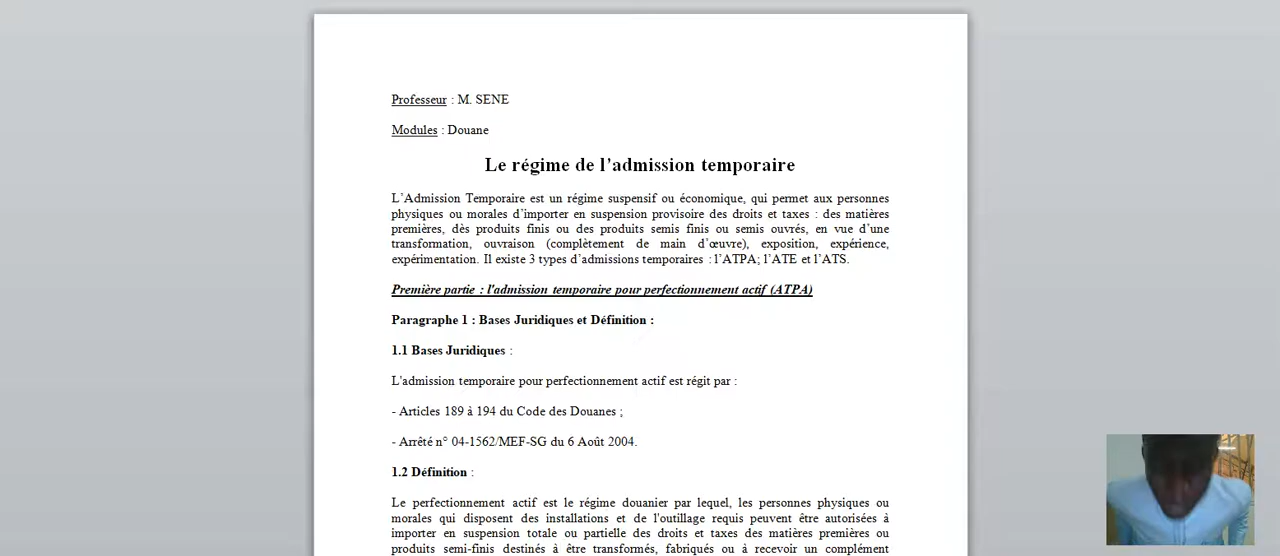 Professeur : M. SENE
Modules : Douane
Le régime de l’admission temporaire
L’Admission Temporaire est un régime suspensif ou économique, qui permet aux personnes
physiques ou morales d’importer en suspension provisoire des droits et taxes : des matières
premières, dès produits finis ou des produits semis finis ou semis ouvrés, en vue d’une
transformation, ouvraison (complètement de main d’œuvre), exposition, expérience,
expérimentation. Il existe 3 types d’admissions temporaires : l’ATPA; l’ATE et l’ATS.
Première partie : l'admission temporaire pour perfectionnement actif (ATPA)
Paragraphe 1 : Bases Juridiques et Définition :
1.1 Bases Juridiques :
L'admission temporaire pour perfectionnement actif est régit par :
- Articles 189 à 194 du Code des Douanes ;
- Arrêté n° 04-1562/MEF-SG du 6 Août 2004.
1.2 Définition :
Le perfectionnement actif est le régime douanier par lequel, les personnes physiques ou
morales qui disposent des installations et de l'outillage requis peuvent être autorisées à
importer en suspension totale ou partielle des droits et taxes des matières premières ou
produits semi-finis destinés à être transformés, fabriqués ou à recevoir un complément